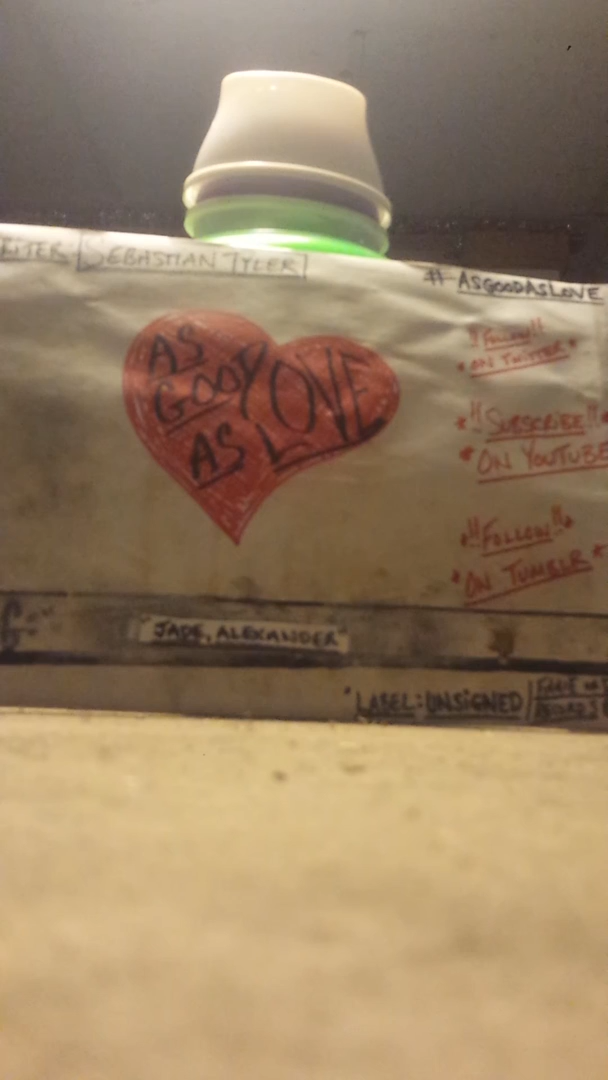 SEBASTIAN TYLER
# ASGOODASLOVE
AS
GOOD
AS LOVE
!!FOLLOW!!
*ON TWITTER*
*!!SUBSCRIBE!!
*ON YOUTUBE
*!!FOLLOW!!*
*ON TUMBLR*
"JADE, ALEXANDER"
"LABEL: UNSIGNED